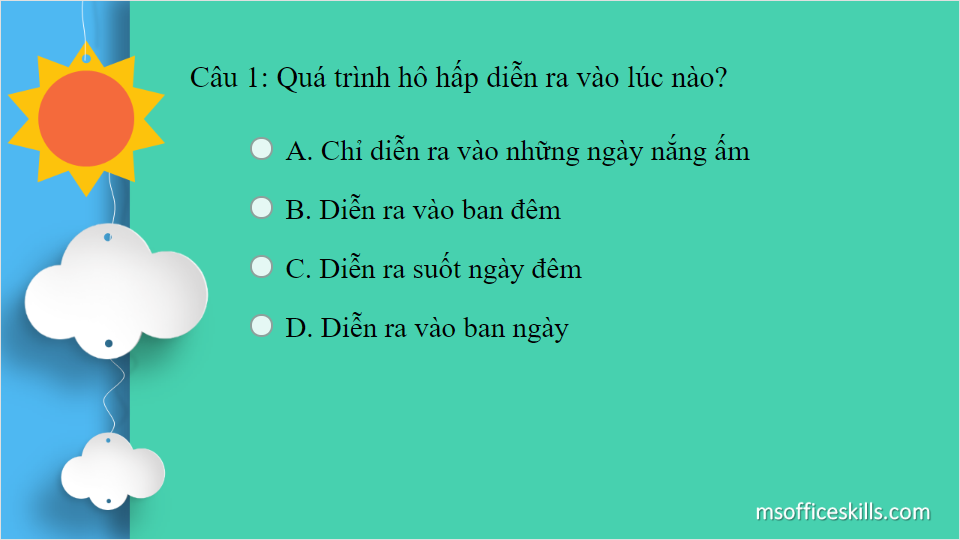 Câu 1: Quá trình hô hấp diễn ra vào lúc nào?
A. Chỉ diễn ra vào những ngày nắng ấm
B. Diễn ra vào ban đêm
C. Diễn ra suốt ngày đêm
D. Diễn ra vào ban ngày
msofficeskills.com